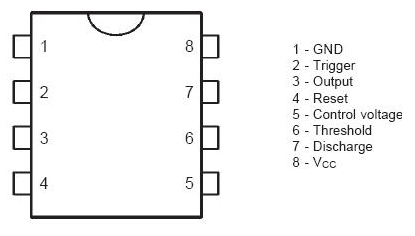 1 8
2 7
3 6
4 5
1 - GND
2 - Trigger
3 - Output
4 - Reset
5 - Control voltage
6 - Threshold
7 - Discharge
8 - VCC